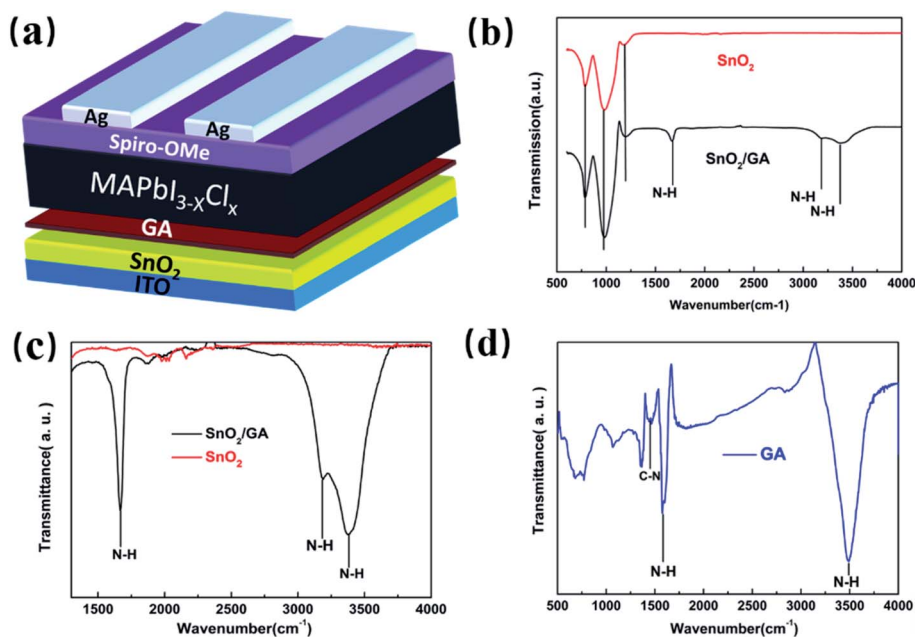 (a)
Ag
Ag
Spiro-OMe
MAPbI3-XClx
GA
SnO2
ITO
(b)
Transmission(a.u.)
SnO2
SnO2/GA
N-H
N-H
N-H
500 1000 1500 2000 2500 3000 3500 4000
Wavenumber(cm-1)
(c)
Transmittance( a. u.)
SnO2/GA
SnO2
N-H
N-H
N-H
1500 2000 2500 3000 3500 4000
Wavenumber(cm-1)
(d)
Transmittance( a. u. )
GA
C-N
N-H
N-H
500 1000 1500 2000 2500 3000 3500 4000
Wavenumber(cm-1)